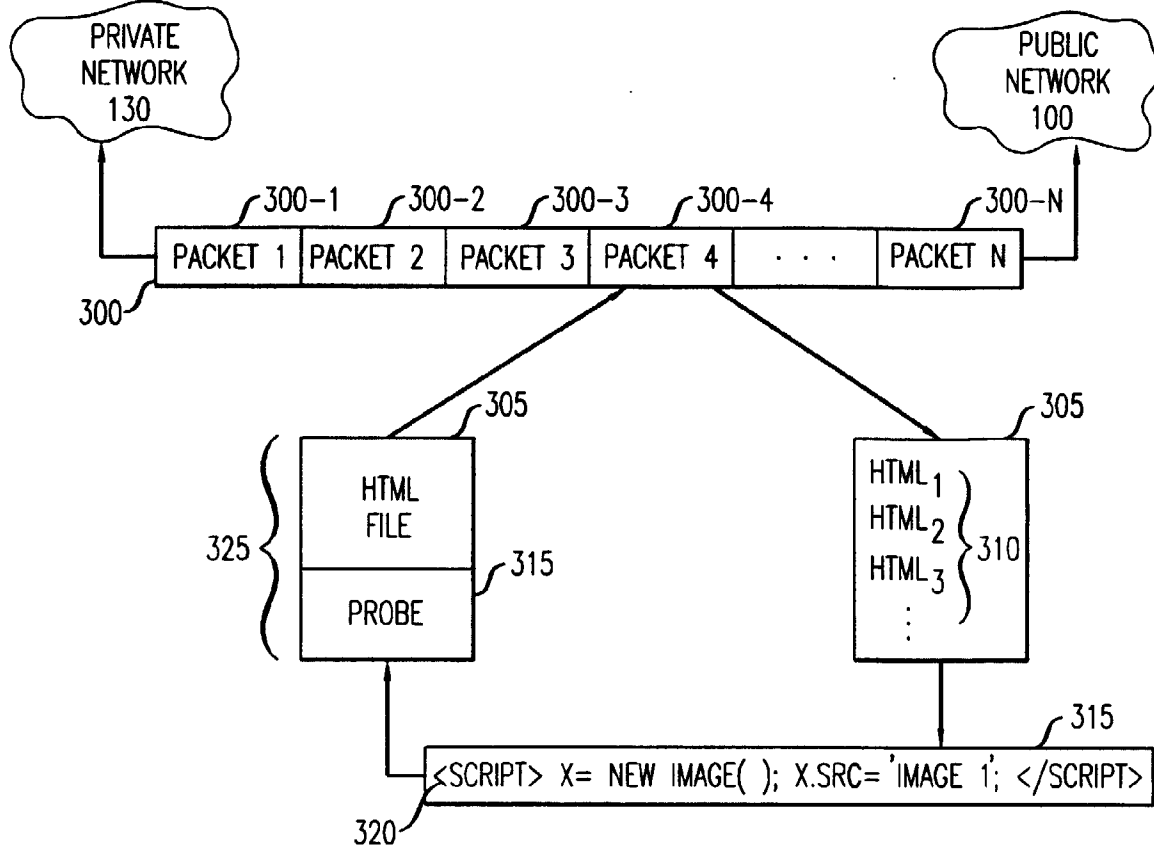 PRIVATE
NETWORK
130
PUBLIC
NETWORK
100
300-1
300-2
300-3
300-4
300-N
PACKET 1
PACKET 2
PACKET 3
PACKET 4
. . .
PACKET N
300
305
305
HTML
FILE
325
315
PROBE
HTML1
HTML2
HTML3
310
315
<SCRIPT> X= NEW IMAGE( ); X.SRC='IMAGE 1'; </SCRIPT>
320